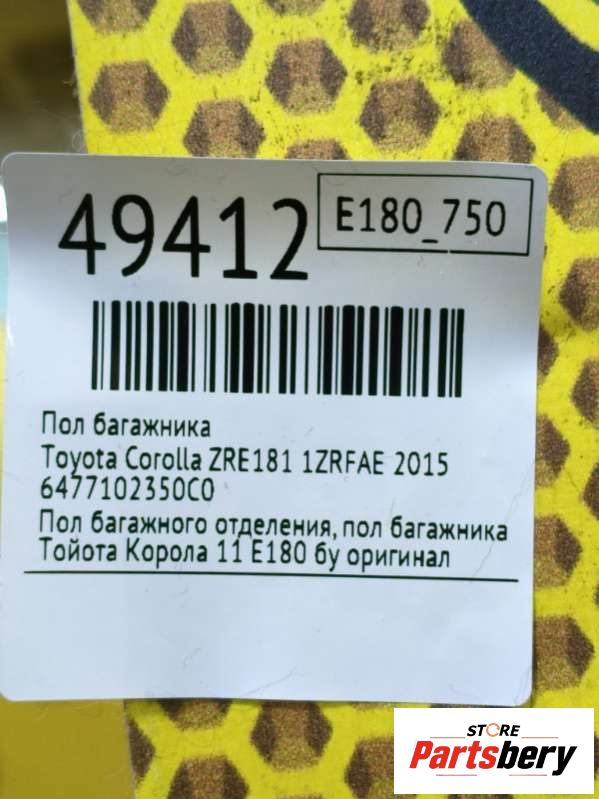 49412
E180_750
Пол багажника
Toyota Corolla ZRE181 1ZRFAE 2015
6477102350C0
Пол багажного отделения, пол багажника
Тойота Корола 11 Е180 бу оригинал
STORE
Partsbery